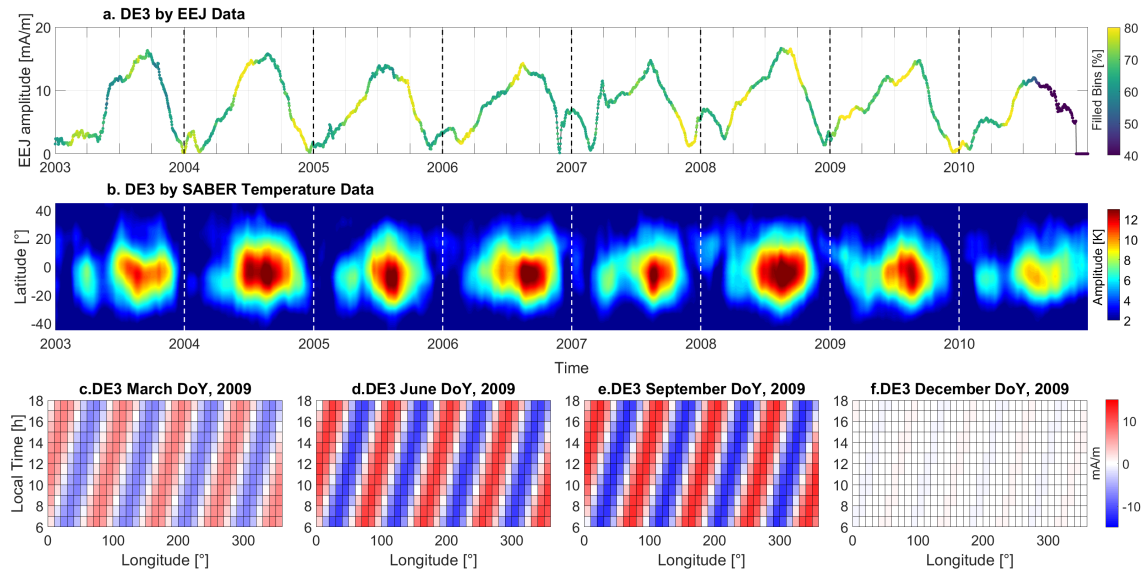 a. DE3 by EEJ Data
EEJ amplitude [mA/m]
20
10
0
2003 2004 2005 2006 2007 2008 2009 2010
80
70
60
50
40
Filled Bins [%]
b. DE3 by SABER Temperature Data
Latitude [°]
40
20
0
-20
-40
2003 2004 2005 2006 2007 2008 2009 2010
Time
12
10
8
6
4
2
Amplitude [K]
c.DE3 March DoY, 2009
Local Time [h]
18
16
14
12
10
8
6
0 100 200 300
Longitude [°]
d.DE3 June DoY, 2009
18
16
14
12
10
8
6
0 100 200 300
Longitude [°]
e.DE3 September DoY, 2009
18
16
14
12
10
8
6
0 100 200 300
Longitude [°]
f.DE3 December DoY, 2009
18
16
14
12
10
8
6
0 100 200 300
Longitude [°]
10
0
-10
mA/m